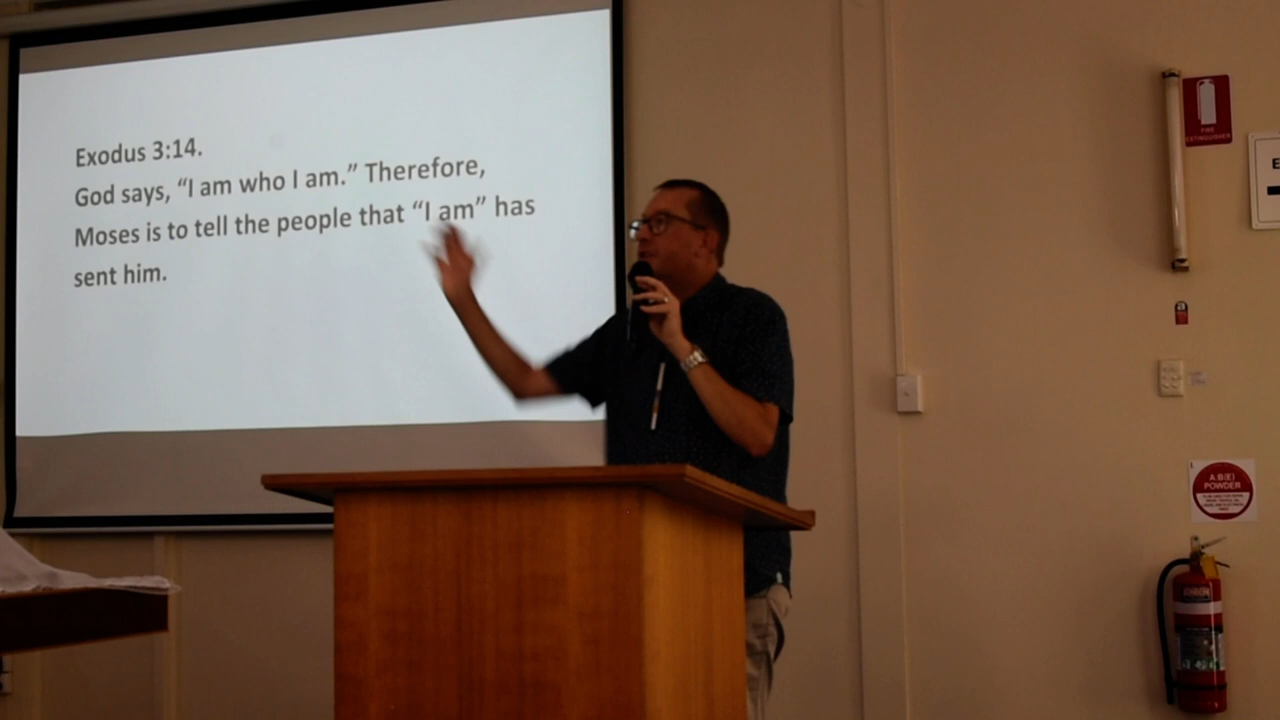 Exodus 3:14.
God says, “I am who I am.” Therefore,
Moses is to tell the people that “I am” has
sent him.
FIRE
EXTINGUISHER
E
A:B(E)
POWDER